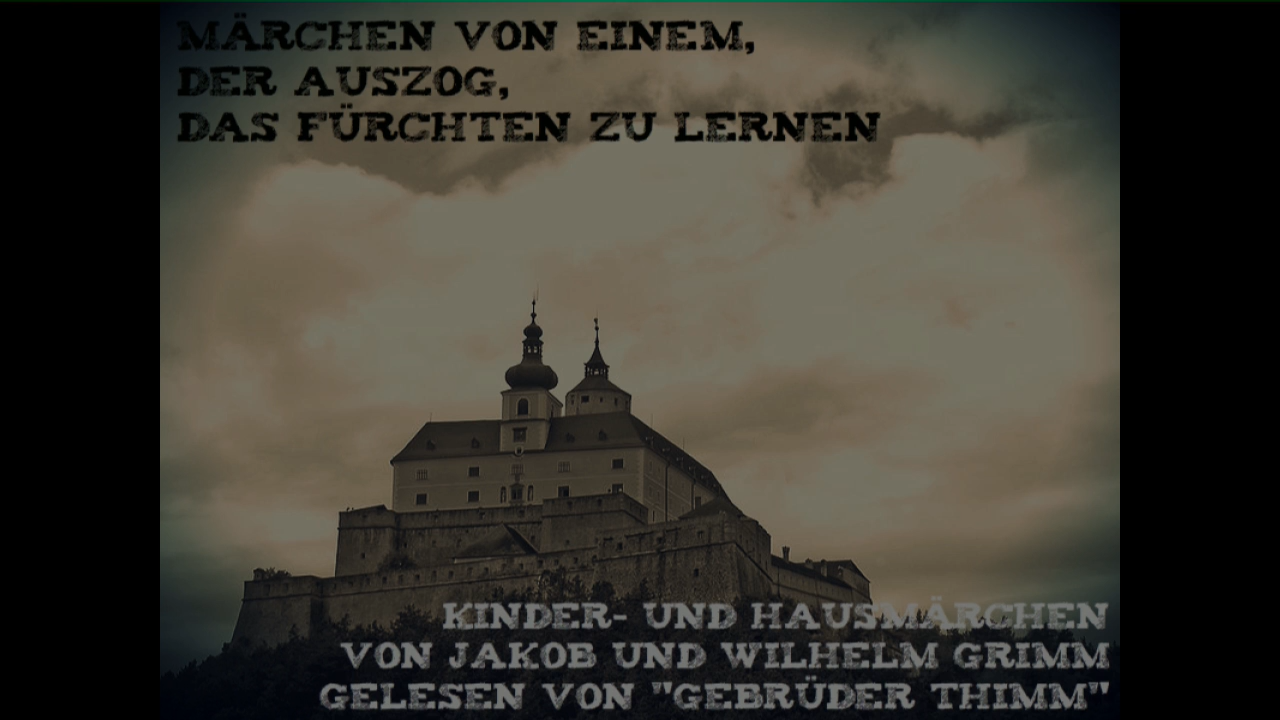 MÄRCHEN VON EINEM,
DER AUSZOG,
DAS FÜRCHTEN ZU LERNEN
KINDER- UND HAUSMÄRCHEN
VON JAKOB UND WILHELM GRIMM
GELESEN VON "GEBRÜDER THIMM"